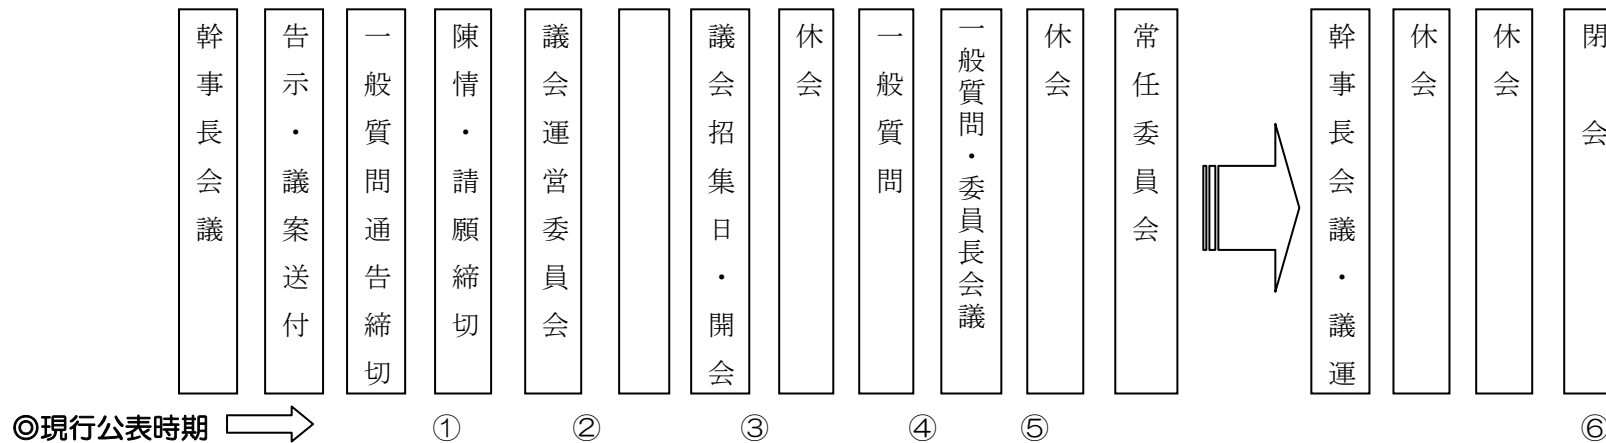 幹事長会議
告示・議案送付
一般質問通告締切
陳情・請願締切
議会運営委員会
議会招集日・開会
休会
一般質問
一般質問・委員長会議
休会
常任委員会
幹事長会議・議運
休会
休会
閉会
◎現行公表時期 ① ② ③ ④ ⑤ ⑥